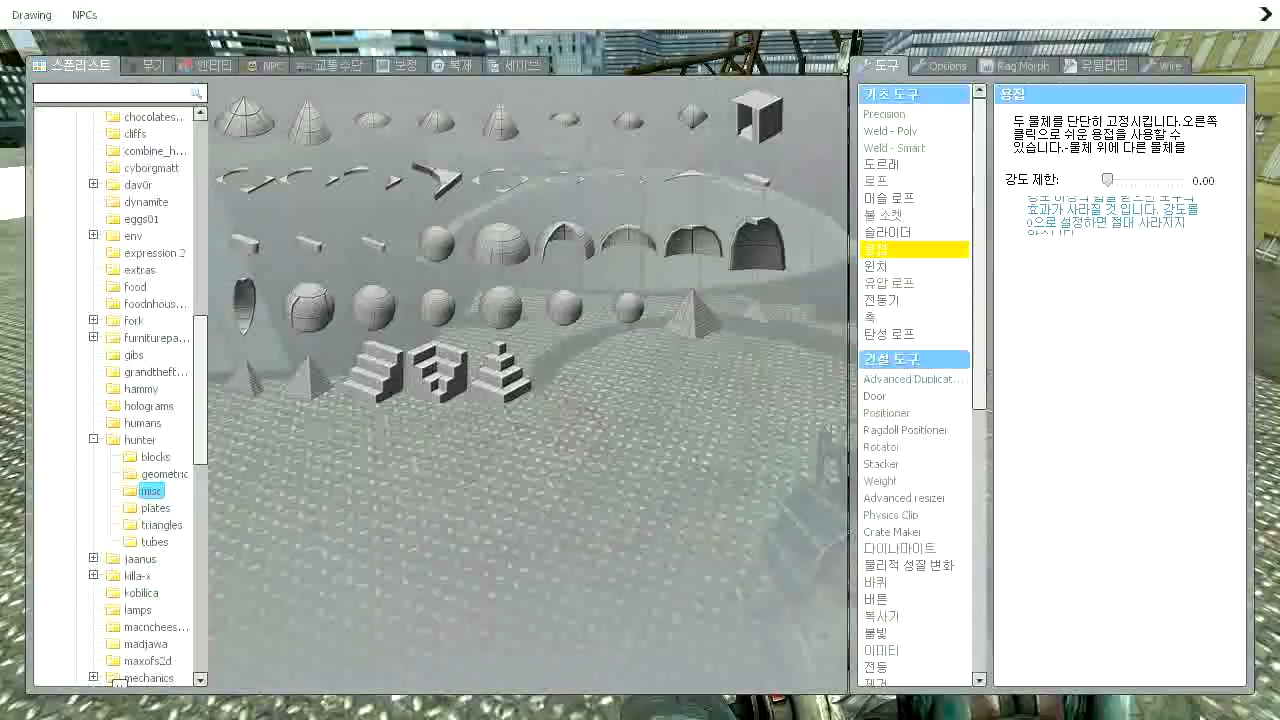 Drawing NPCs
스폰리스트 무기 엔티티 NPC 교통수단 보정 복제 세이브
도구 Options Rag Morph 유틸리티 Wire
chocolates...
cliffs
combine_h...
cyborgmatt
dav0r
dynamite
eggs01
env
expression 2
extras
food
foodnhous...
fork
furniturepa...
gibs
grandtheft...
hammy
holograms
humans
hunter
blocks
geometric
misc
plates
triangles
tubes
jaanus
killa-x
kobilica
lamps
macnchees...
madjawa
maxofs2d
mechanics
기초 도구
Precision
Weld - Poly
Weld - Smart
도르래
로프
머슬 로프
볼 소켓
슬라이더
용접
윈치
유압 로프
전동기
축
탄성 로프
건설 도구
Advanced Duplicat...
Door
Positioner
Ragdoll Positioner
Rotator
Stacker
Weight
Advanced resizer
Physics Clip
Crate Maker
다이나마이트
물리적 성질 변화
바퀴
버튼
복사기
불빛
이미터
전등
제거
용접
두 물체를 단단히 고정시킵니다.오른쪽
클릭으로 쉬운 용접을 사용할 수
있습니다.-물체 위에 다른 물체를
강도 제한: 0.00
효과가 사라질 것 입니다. 강도를
0으로 설정하면 절대 사라지지
않습니다.